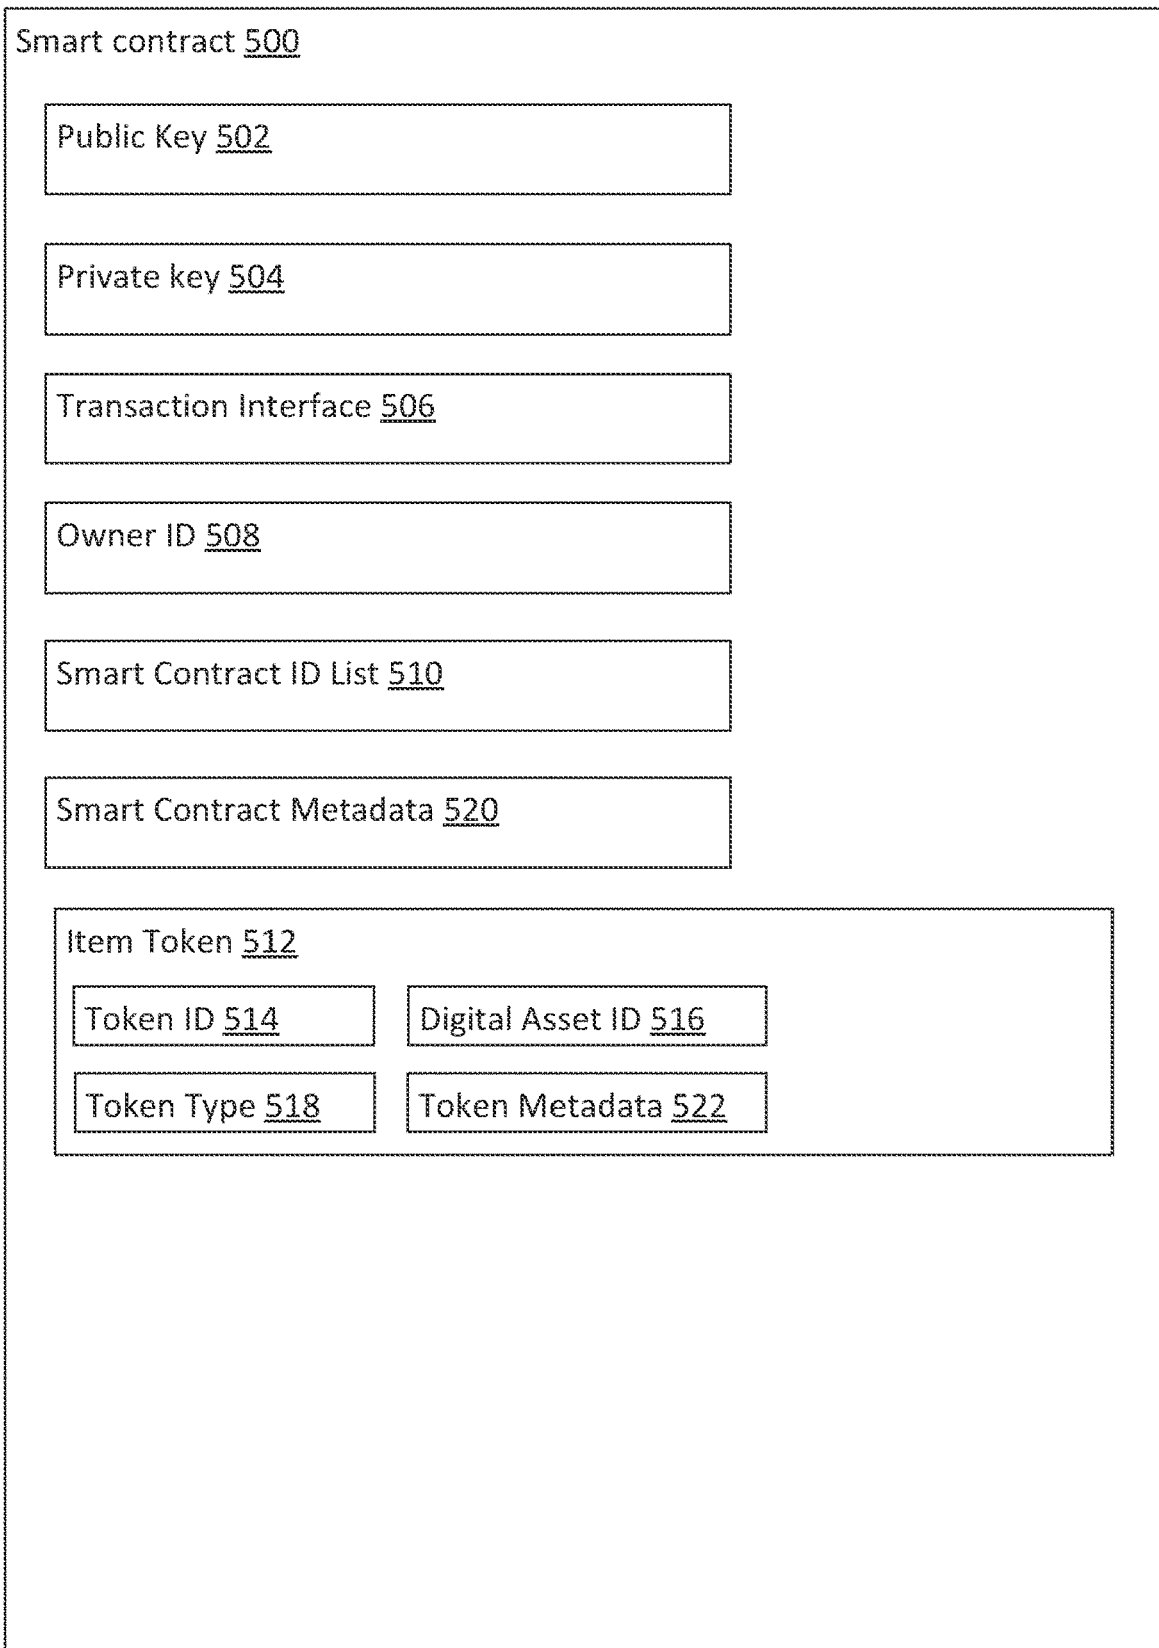 Smart contract 500
Public Key 502
Private key 504
Transaction Interface 506
Owner ID 508
Smart Contract ID List 510
Smart Contract Metadata 520
Item Token 512
Token ID 514
Digital Asset ID 516
Token Type 518
Token Metadata 522